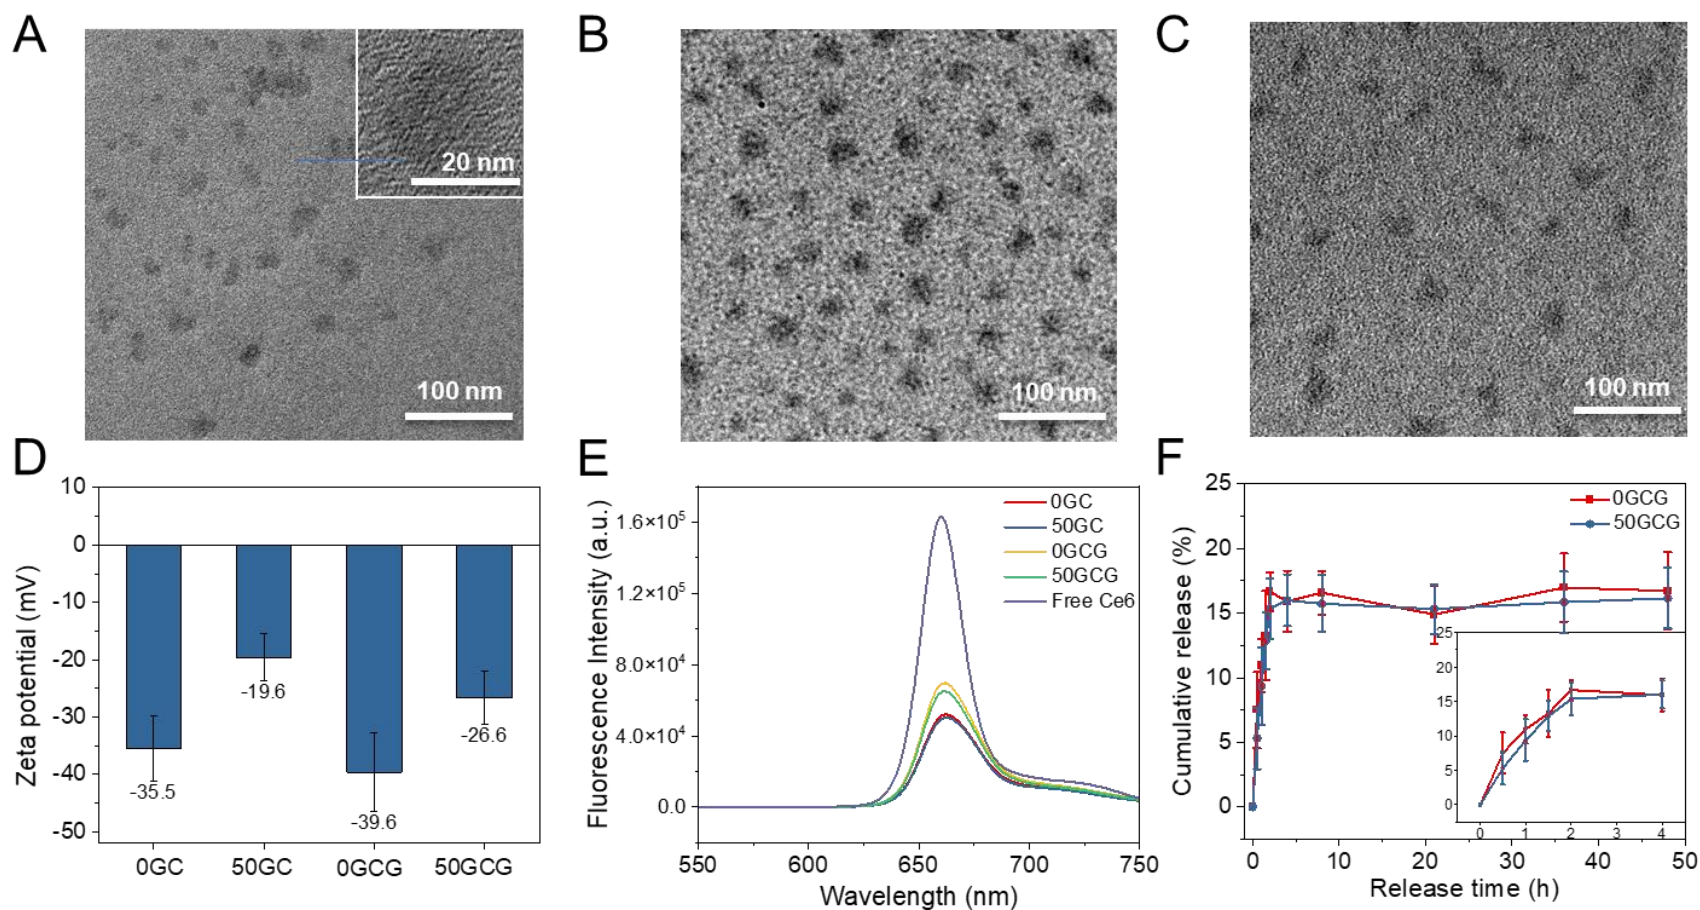 A
20 nm
100 nm
B
100 nm
C
100 nm
D
Zeta potential (mV)
10
0
-10
-20
-30
-40
-50
-35.5
-19.6
-39.6
-26.6
0GC
50GC
0GCG
50GCG
E
Fluorescence Intensity (a.u.)
1.6×10⁵
1.2×10⁵
8.0×10⁴
4.0×10⁴
0.0
0GC
50GC
0GCG
50GCG
Free Ce6
550
600
650
700
750
Wavelength (nm)
F
Cumulative release (%)
25
20
15
10
5
0
0GCG
50GCG
25
20
15
10
5
0
0
1
2
3
4
0
10
20
30
40
50
Release time (h)